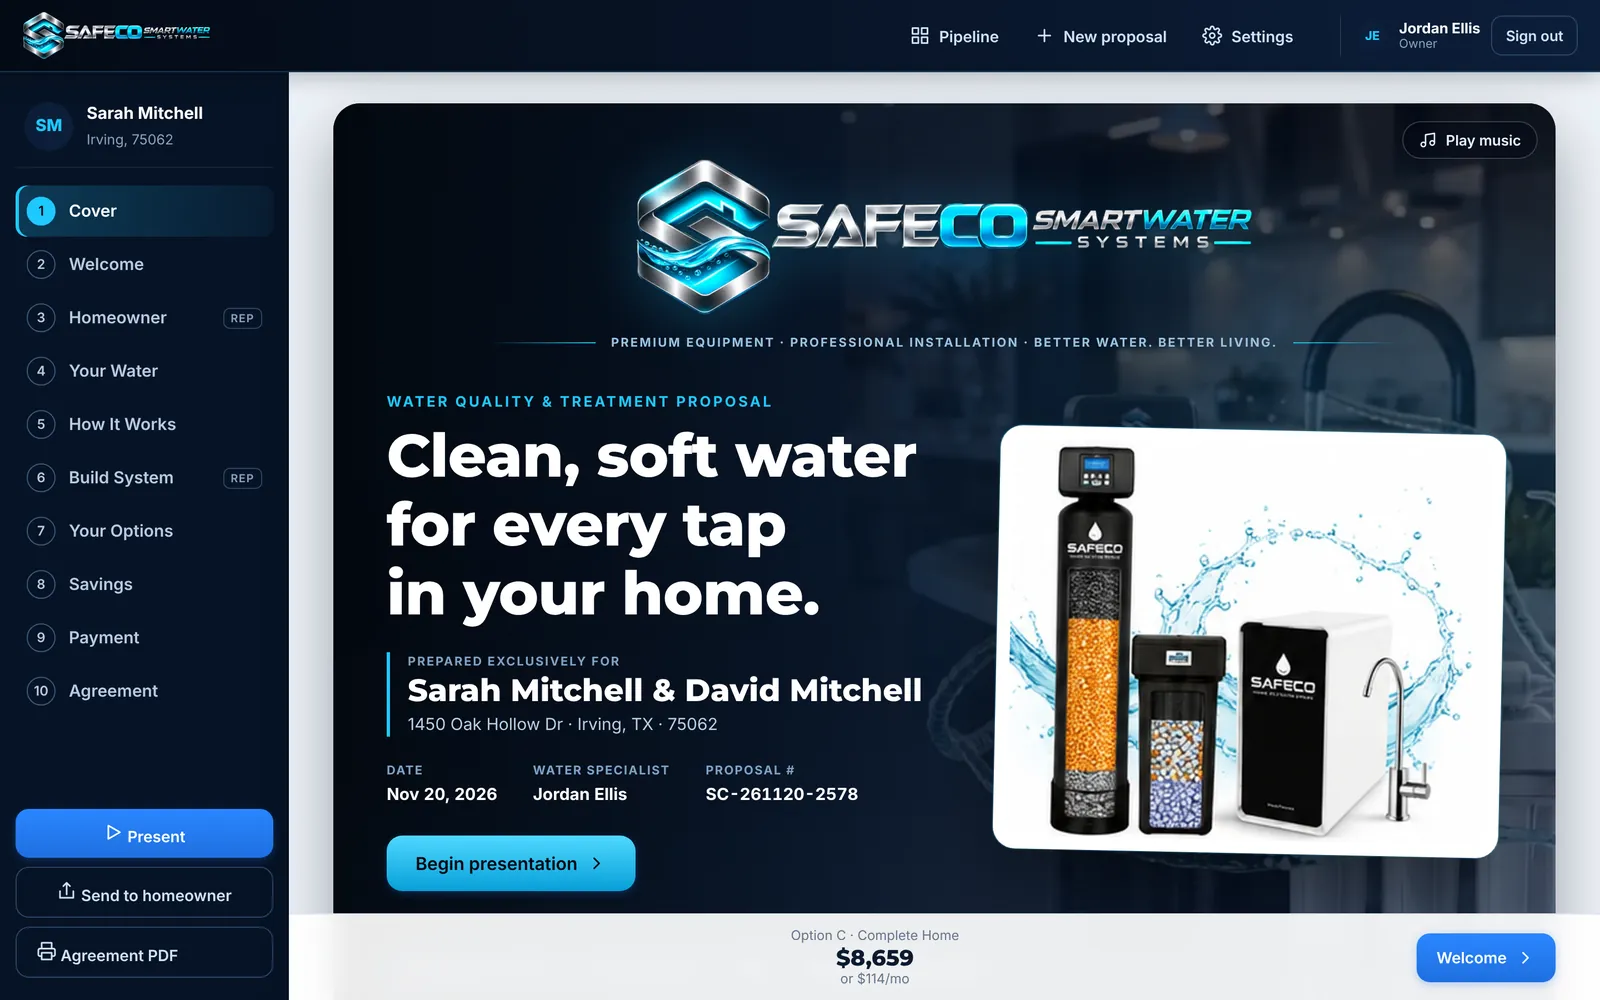 SAFECO SMARTWATER SYSTEMS
Pipeline
New proposal
Settings
JE
Jordan Ellis
Owner
Sign out
SM
Sarah Mitchell
Irving, 75062
1 Cover
2 Welcome
3 Homeowner REP
4 Your Water
5 How It Works
6 Build System REP
7 Your Options
8 Savings
9 Payment
10 Agreement
Present
Send to homeowner
Agreement PDF
Play music
SAFECO SMARTWATER SYSTEMS
PREMIUM EQUIPMENT · PROFESSIONAL INSTALLATION · BETTER WATER. BETTER LIVING.
WATER QUALITY & TREATMENT PROPOSAL
Clean, soft water
for every tap
in your home.
PREPARED EXCLUSIVELY FOR
Sarah Mitchell & David Mitchell
1450 Oak Hollow Dr · Irving, TX · 75062
DATE
Nov 20, 2026
WATER SPECIALIST
Jordan Ellis
PROPOSAL #
SC-261120-2578
Begin presentation
SAFECO
SAFECO
Option C · Complete Home
$8,659
or $114/mo
Welcome